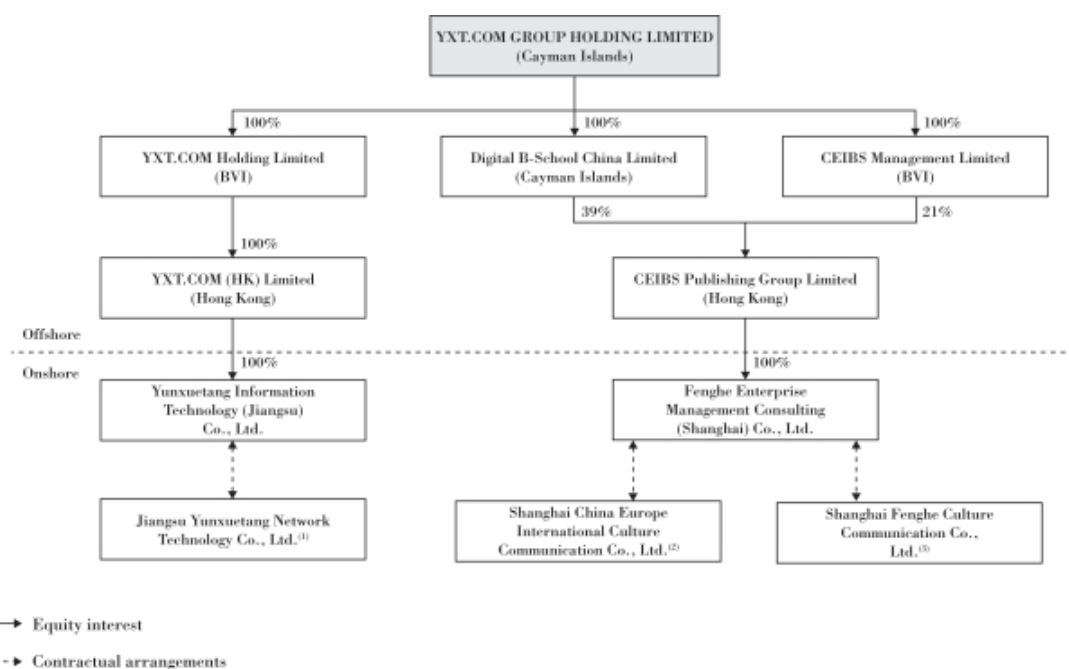 YXT.COM GROUP HOLDING LIMITED
(Cayman Islands)
100%
100%
100%
YXT.COM Holding Limited
(BVI)
Digital B-School China Limited
(Cayman Islands)
CEIBS Management Limited
(BVI)
39%
21%
100%
YXT.COM (HK) Limited
(Hong Kong)
CEIBS Publishing Group Limited
(Hong Kong)
Offshore
Onshore
100%
100%
Yunxuetang Information
Technology (Jiangsu)
Co., Ltd.
Fenghe Enterprise
Management Consulting
(Shanghai) Co., Ltd.
Jiangsu Yunxuetang Network
Technology Co., Ltd.(1)
Shanghai China Europe
International Culture
Communication Co., Ltd.(2)
Shanghai Fenghe Culture
Communication Co.,
Ltd.(3)
Equity interest
Contractual arrangements